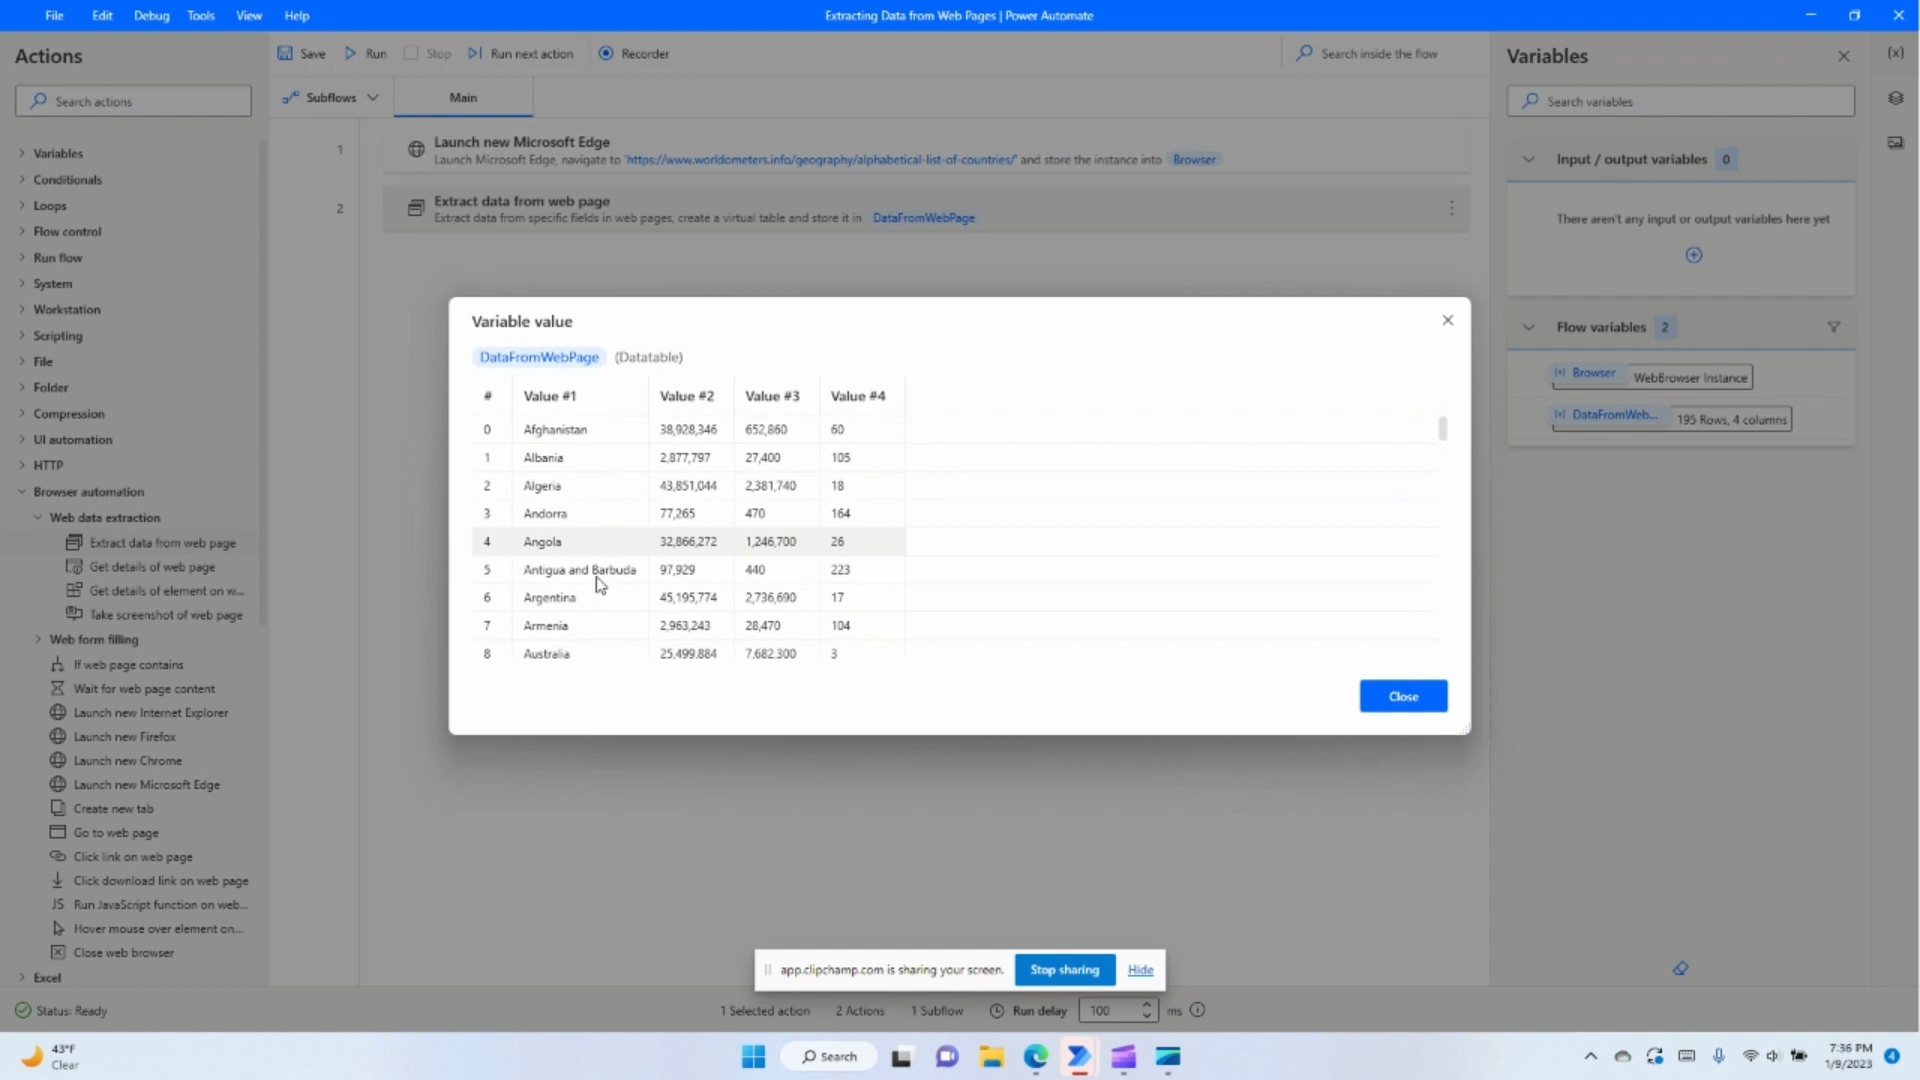 File Edit Debug Tools View Help
Extracting Data from Web Pages | Power Automate
Actions
Search actions
Variables
Conditionals
Loops
Flow control
Run flow
System
Workstation
Scripting
File
Folder
Compression
UI automation
HTTP
Browser automation
Web data extraction
Extract data from web page
Get details of web page
Get details of element on w...
Take screenshot of web page
Web form filling
If web page contains
Wait for web page content
Launch new Internet Explorer
Launch new Firefox
Launch new Chrome
Launch new Microsoft Edge
Create new tab
Go to web page
Click link on web page
Click download link on web page
JS Run JavaScript function on web...
Hover mouse over element on...
Close web browser
Excel
Save Run Stop Run next action Recorder
Search inside the flow
Subflows Main
1 Launch new Microsoft Edge
Launch Microsoft Edge, navigate to 'https://www.worldometers.info/geography/alphabetical-list-of-countries/' and store the instance into Browser
2 Extract data from web page
Extract data from specific fields in web pages, create a virtual table and store it in DataFromWebPage
Variable value
DataFromWebPage (Datatable)
# Value #1 Value #2 Value #3 Value #4
0 Afghanistan 38,928,346 652,860 60
1 Albania 2,877,797 27,400 105
2 Algeria 43,851,044 2,381,740 18
3 Andorra 77,265 470 164
4 Angola 32,866,272 1,246,700 26
5 Antigua and Barbuda 97,929 440 223
6 Argentina 45,195,774 2,736,690 17
7 Armenia 2,963,243 28,470 104
8 Australia 25,499,884 7,682,300 3
Close
Variables
{x}
Search variables
Input / output variables 0
There aren't any input or output variables here yet
Flow variables 2
Browser WebBrowser Instance
DataFromWeb... 195 Rows, 4 columns
app.clipchamp.com is sharing your screen. Stop sharing Hide
Status: Ready
1 Selected action 2 Actions 1 Subflow Run delay 100 ms
43°F
Clear
Search
7:36 PM
1/9/2023
4